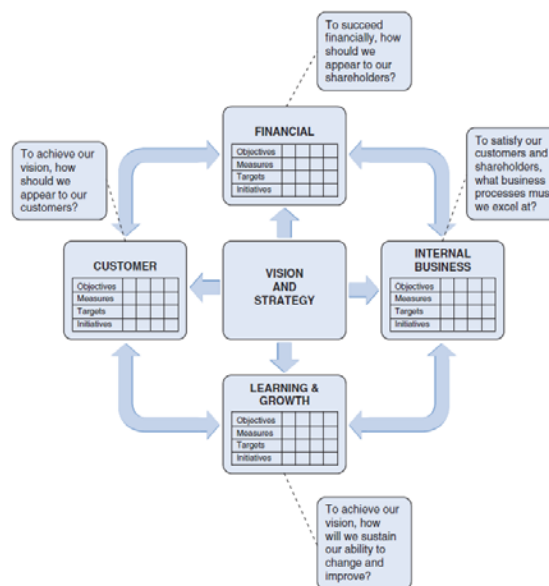 To succeed
financially, how
should we
appear to our
shareholders?
FINANCIAL
Objectives
Measures
Targets
Initiatives
To achieve our
vision, how
should we
appear to our
customers?
To satisfy our
customers and
shareholders,
what business
processes mus
we excel at?
CUSTOMER
Objectives
Measures
Targets
Initiatives
VISION
AND
STRATEGY
INTERNAL
BUSINESS
Objectives
Measures
Targets
Initiatives
LEARNING &
GROWTH
Objectives
Measures
Targets
Initiatives
To achieve our
vision, how
will we sustain
our ability to
change and
improve?